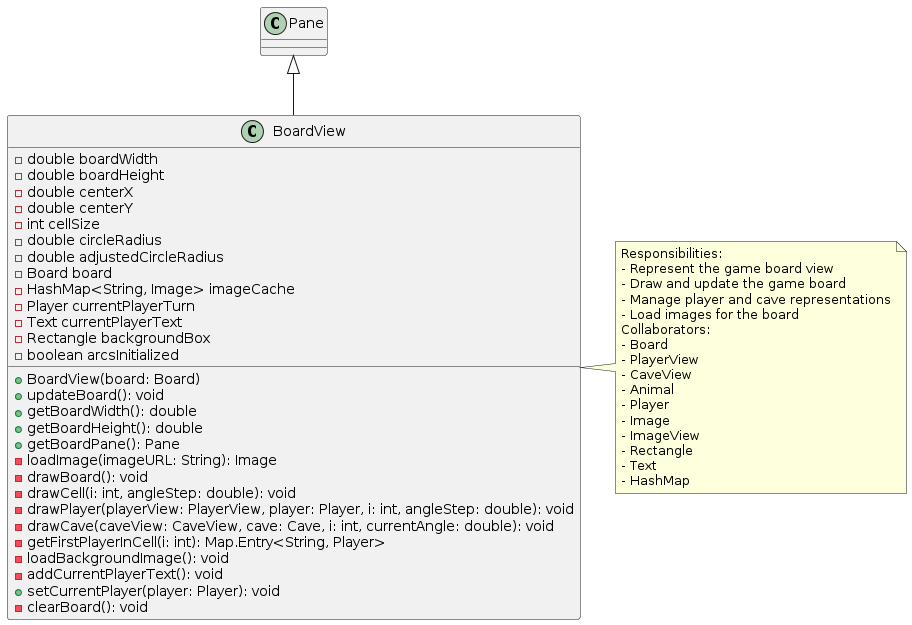 C Pane
C BoardView
double boardWidth
double boardHeight
double centerX
double centerY
int cellSize
double circleRadius
double adjustedCircleRadius
Board board
HashMap<String, Image> imageCache
Player currentPlayerTurn
Text currentPlayerText
Rectangle backgroundBox
boolean arcsInitialized
BoardView(board: Board)
updateBoard(): void
getBoardWidth(): double
getBoardHeight(): double
getBoardPane(): Pane
loadImage(imageURL: String): Image
drawBoard(): void
drawCell(i: int, angleStep: double): void
drawPlayer(playerView: PlayerView, player: Player, i: int, angleStep: double): void
drawCave(caveView: CaveView, cave: Cave, i: int, currentAngle: double): void
getFirstPlayerInCell(i: int): Map.Entry<String, Player>
loadBackgroundImage(): void
addCurrentPlayerText(): void
setCurrentPlayer(player: Player): void
clearBoard(): void
Responsibilities:
- Represent the game board view
- Draw and update the game board
- Manage player and cave representations
- Load images for the board
Collaborators:
- Board
- PlayerView
- CaveView
- Animal
- Player
- Image
- ImageView
- Rectangle
- Text
- HashMap